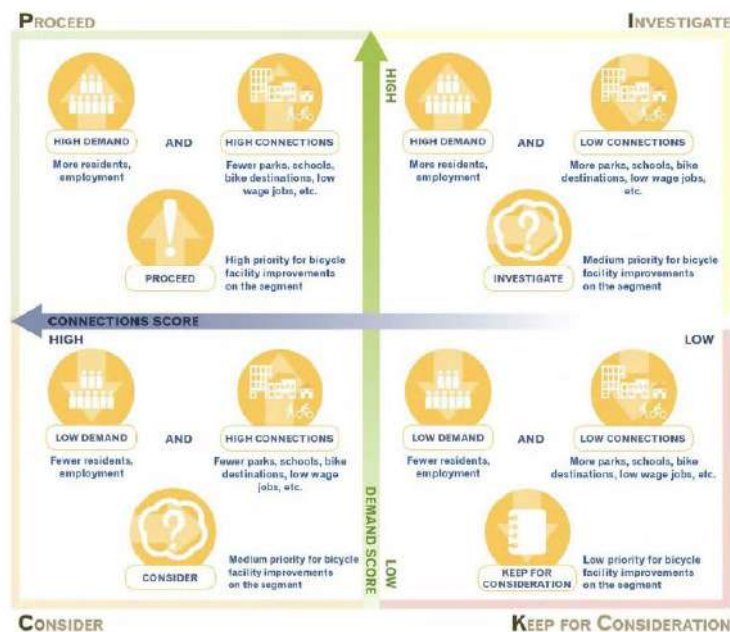 PROCEED
INVESTIGATE
HIGH DEMAND
AND
HIGH CONNECTIONS
More residents,
employment
Fewer parks, schools,
bike destinations, low
wage jobs, etc.
PROCEED
High priority for bicycle
facility improvements
on the segment
HIGH
HIGH DEMAND
AND
LOW CONNECTIONS
More residents,
employment
More parks, schools, bike
destinations, low wage jobs,
etc.
INVESTIGATE
Medium priority for bicycle
facility improvements
on the segment
CONNECTIONS SCORE
HIGH
LOW
LOW DEMAND
AND
HIGH CONNECTIONS
Fewer residents,
employment
Fewer parks, schools, bike
destinations, low wage
jobs, etc.
CONSIDER
Medium priority for bicycle
facility improvements
on the segment
DEMAND SCORE
LOW
LOW DEMAND
AND
LOW CONNECTIONS
Fewer residents,
employment
More parks, schools, bike
destinations, low wage jobs, etc.
KEEP FOR
CONSIDERATION
Low priority for bicycle
facility improvements
on the segment
CONSIDER
KEEP FOR CONSIDERATION